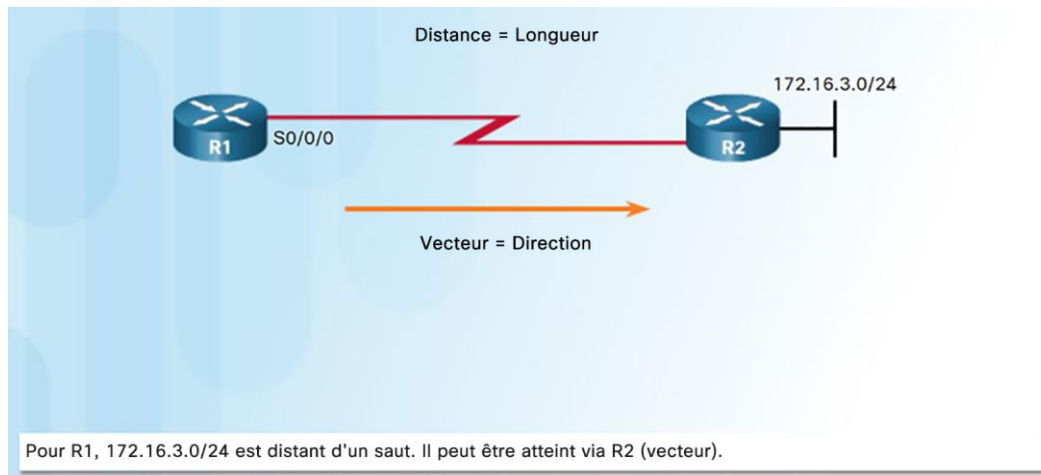 Distance = Longueur
172.16.3.0/24
R1
S0/0/0
R2
Vecteur = Direction
Pour R1, 172.16.3.0/24 est distant d'un saut. Il peut être atteint via R2 (vecteur).